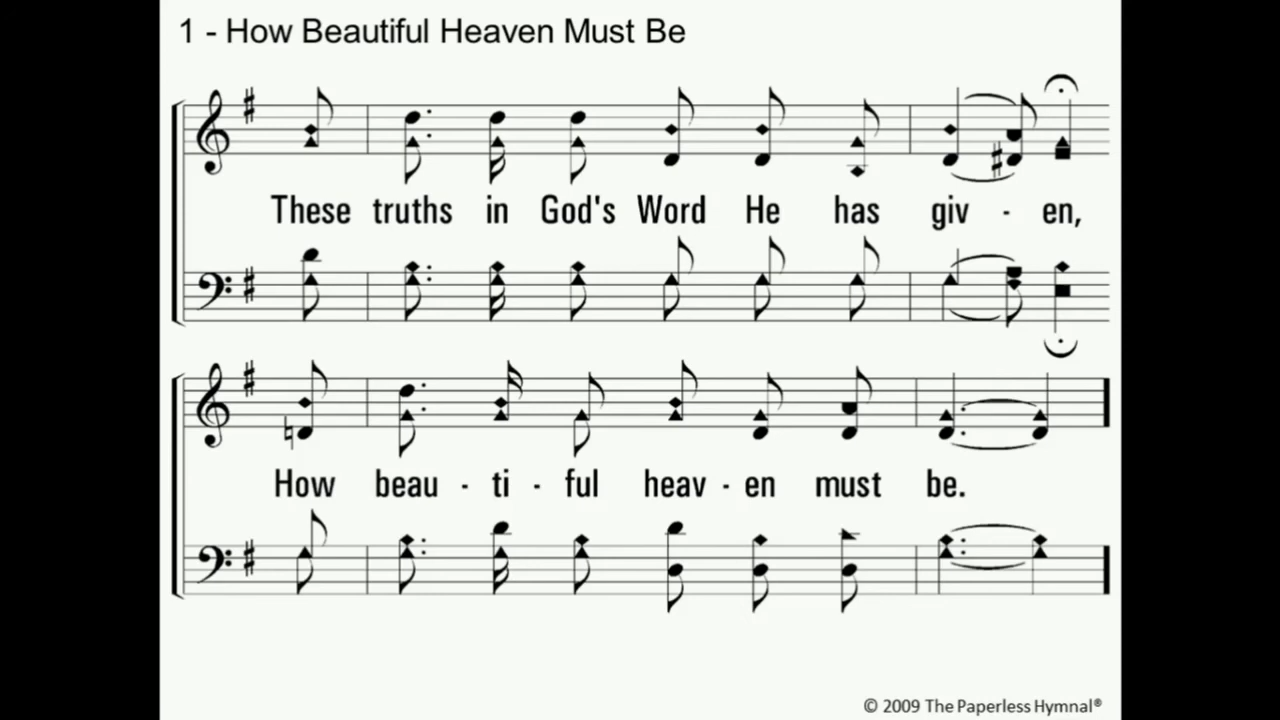 1 - How Beautiful Heaven Must Be
These truths in God's Word He has giv - en,
How beau - ti - ful heav - en must be.
© 2009 The Paperless Hymnal®